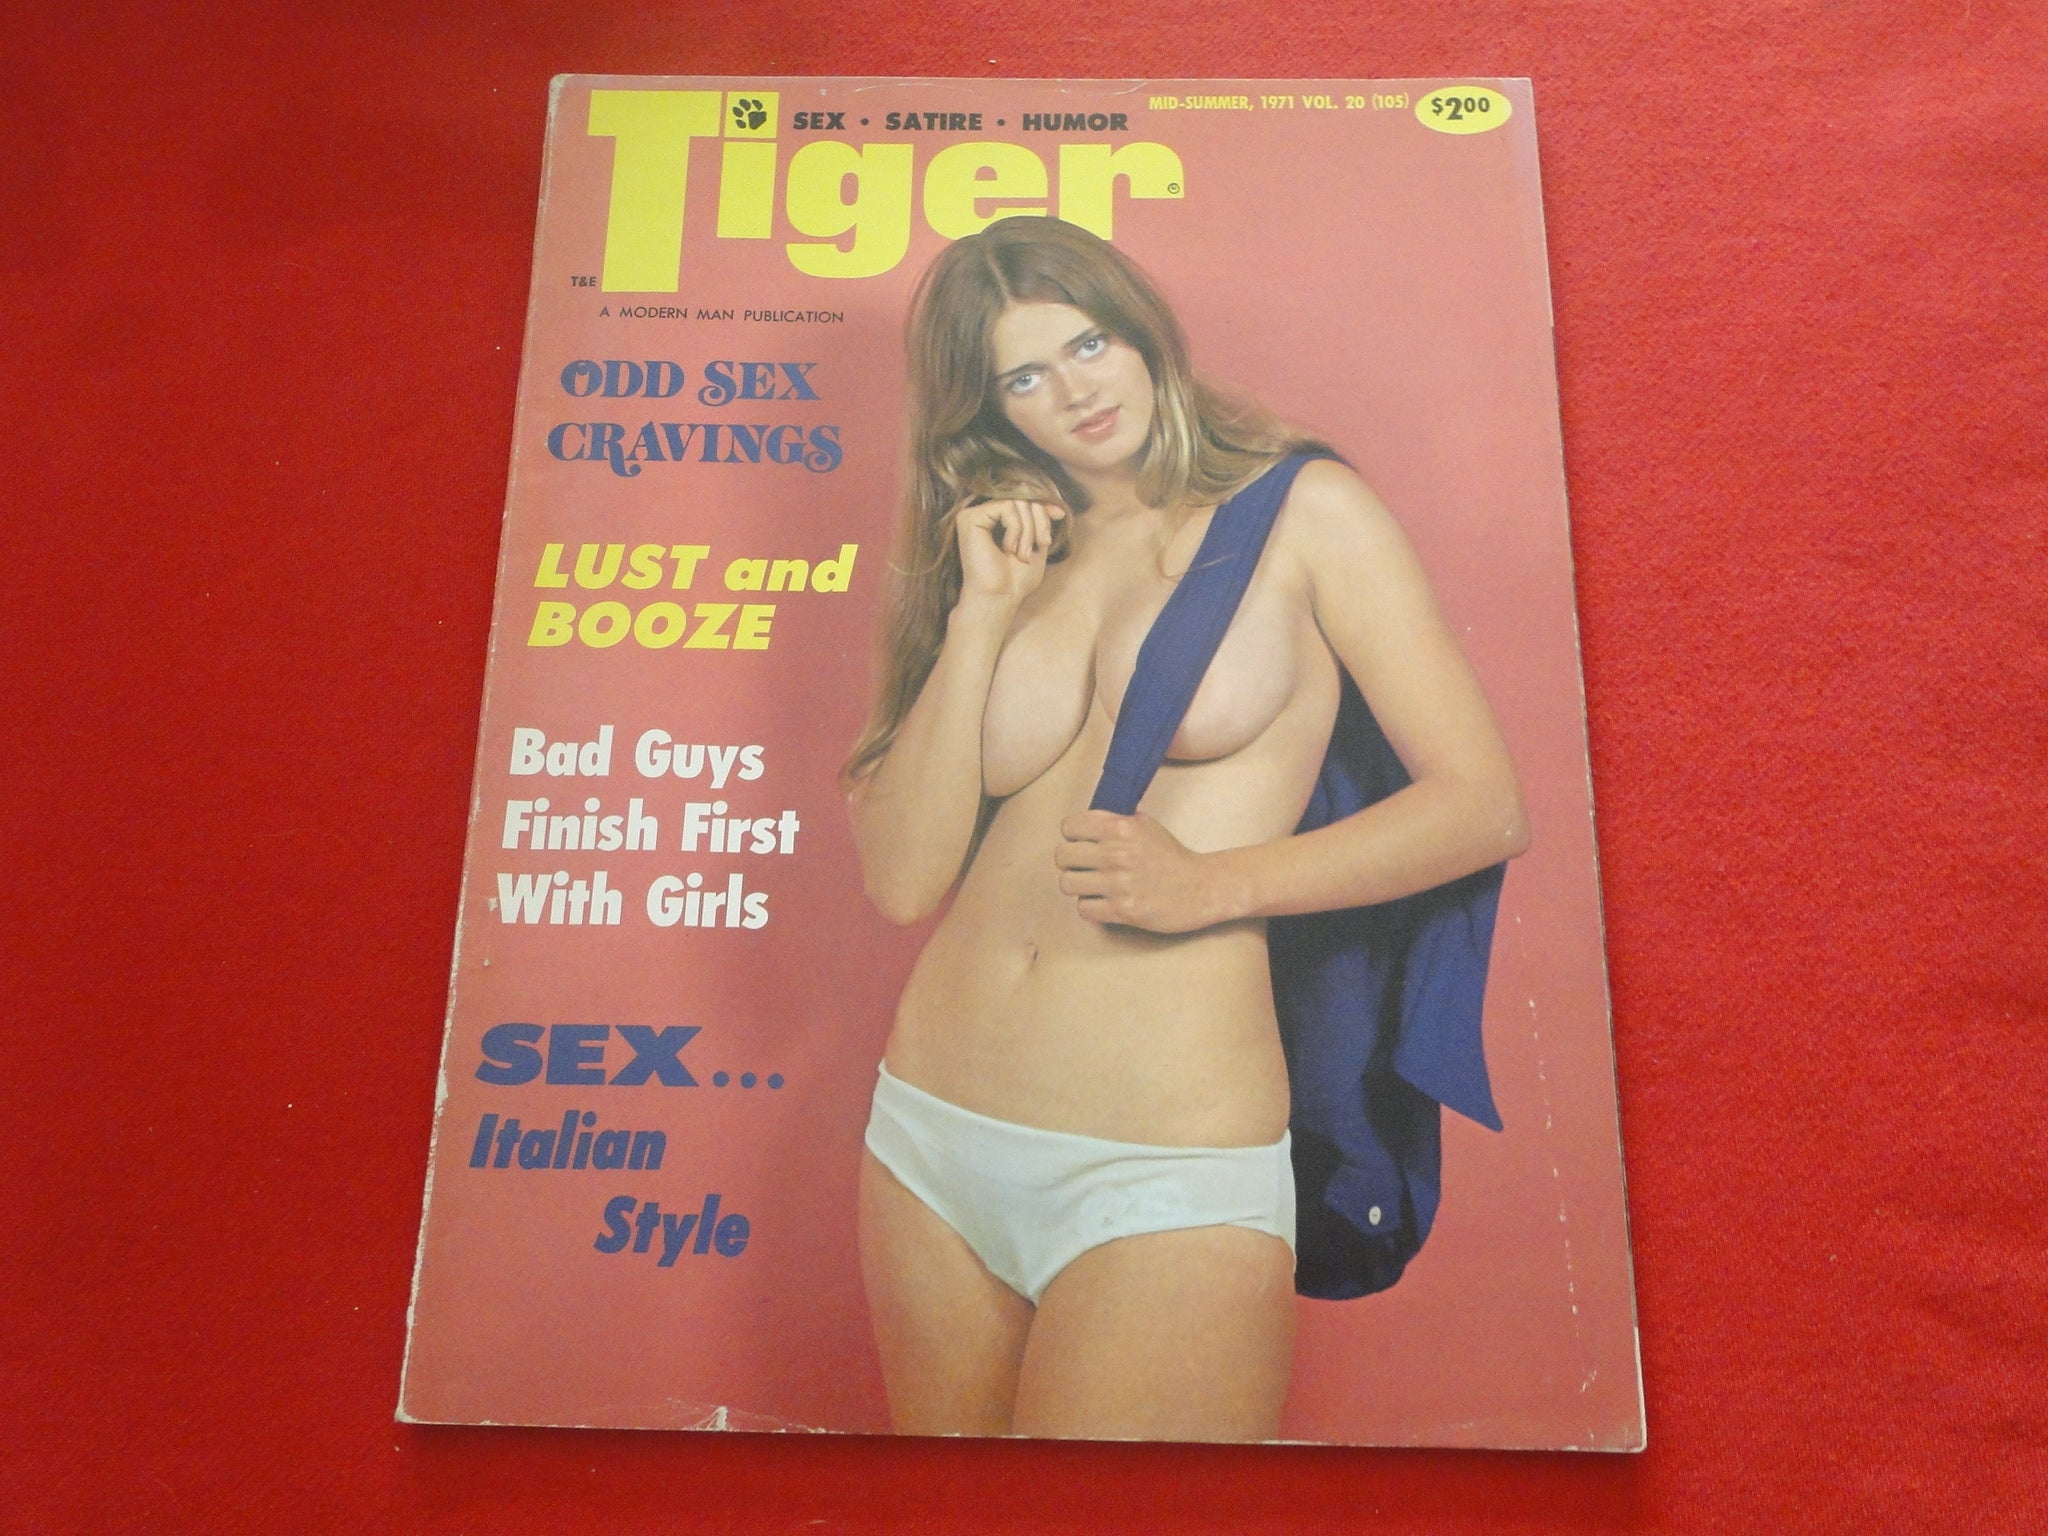 SEX • SATIRE • HUMOR
MID-SUMMER, 1971 VOL. 20 (105)
$2.00
Tiger
T&E
A MODERN MAN PUBLICATION
ODD SEX
CRAVINGS
LUST and
BOOZE
Bad Guys
Finish First
With Girls
SEX...
Italian
Style